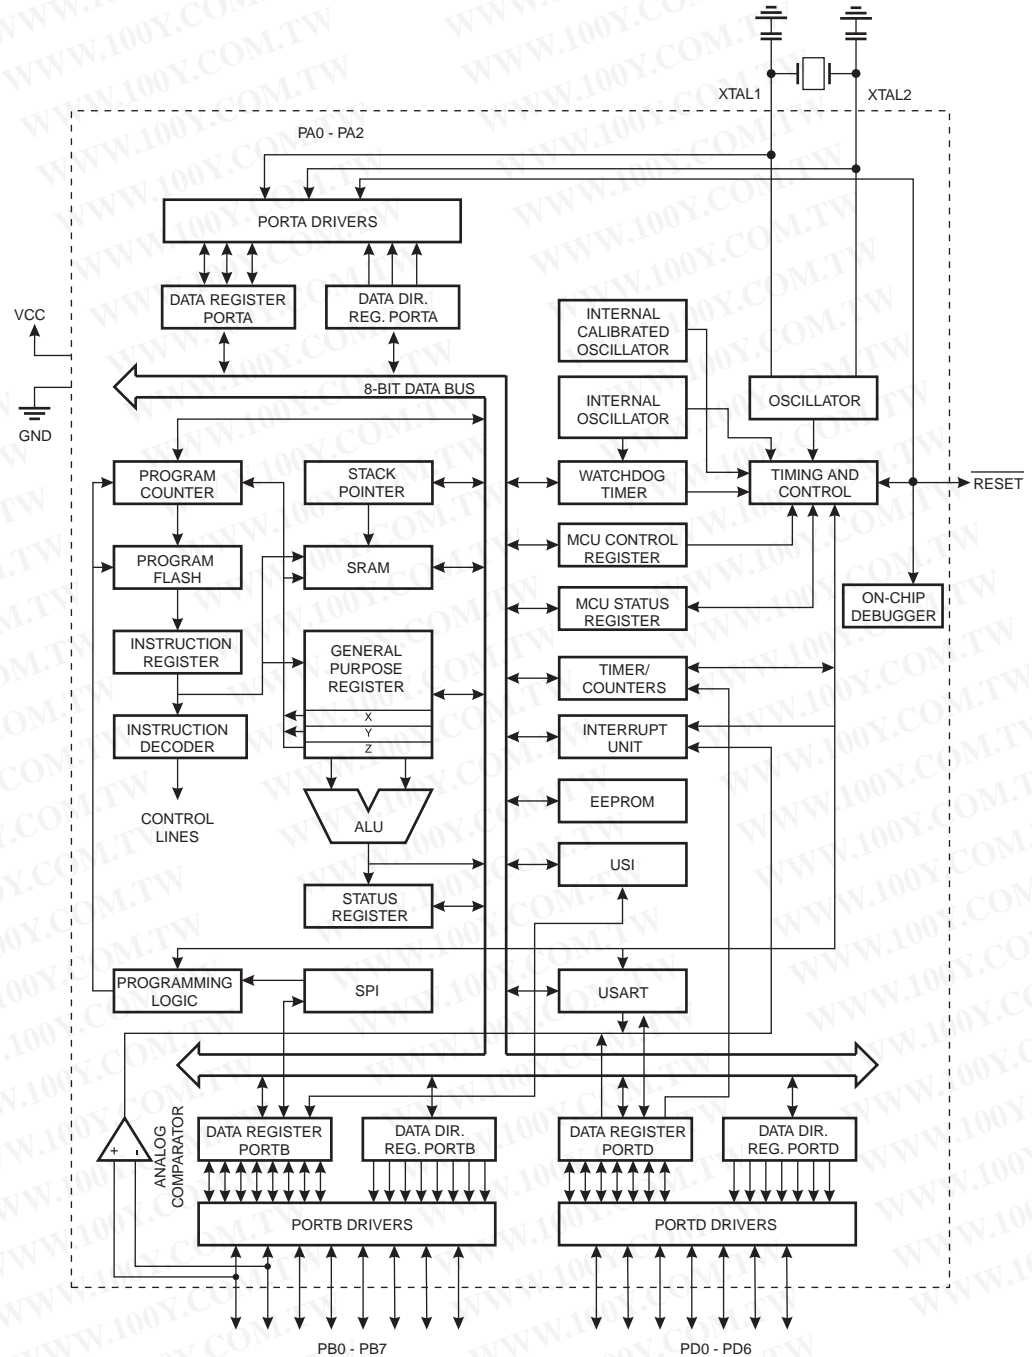 XTAL1
XTAL2
PA0 - PA2
PORTA DRIVERS
DATA REGISTER
PORTA
DATA DIR.
REG. PORTA
VCC
GND
8-BIT DATA BUS
INTERNAL
CALIBRATED
OSCILLATOR
INTERNAL
OSCILLATOR
OSCILLATOR
PROGRAM
COUNTER
STACK
POINTER
WATCHDOG
TIMER
TIMING AND
CONTROL
RESET
PROGRAM
FLASH
SRAM
MCU CONTROL
REGISTER
MCU STATUS
REGISTER
ON-CHIP
DEBUGGER
INSTRUCTION
REGISTER
GENERAL
PURPOSE
REGISTER
X
Y
Z
TIMER/
COUNTERS
INSTRUCTION
DECODER
INTERRUPT
UNIT
CONTROL
LINES
ALU
EEPROM
USI
STATUS
REGISTER
PROGRAMMING
LOGIC
SPI
USART
ANALOG
COMPARATOR
+
-
DATA REGISTER
PORTB
DATA DIR.
REG. PORTB
DATA REGISTER
PORTD
DATA DIR.
REG. PORTD
PORTB DRIVERS
PORTD DRIVERS
PB0 - PB7
PD0 - PD6
WWW.100Y.COM.TW